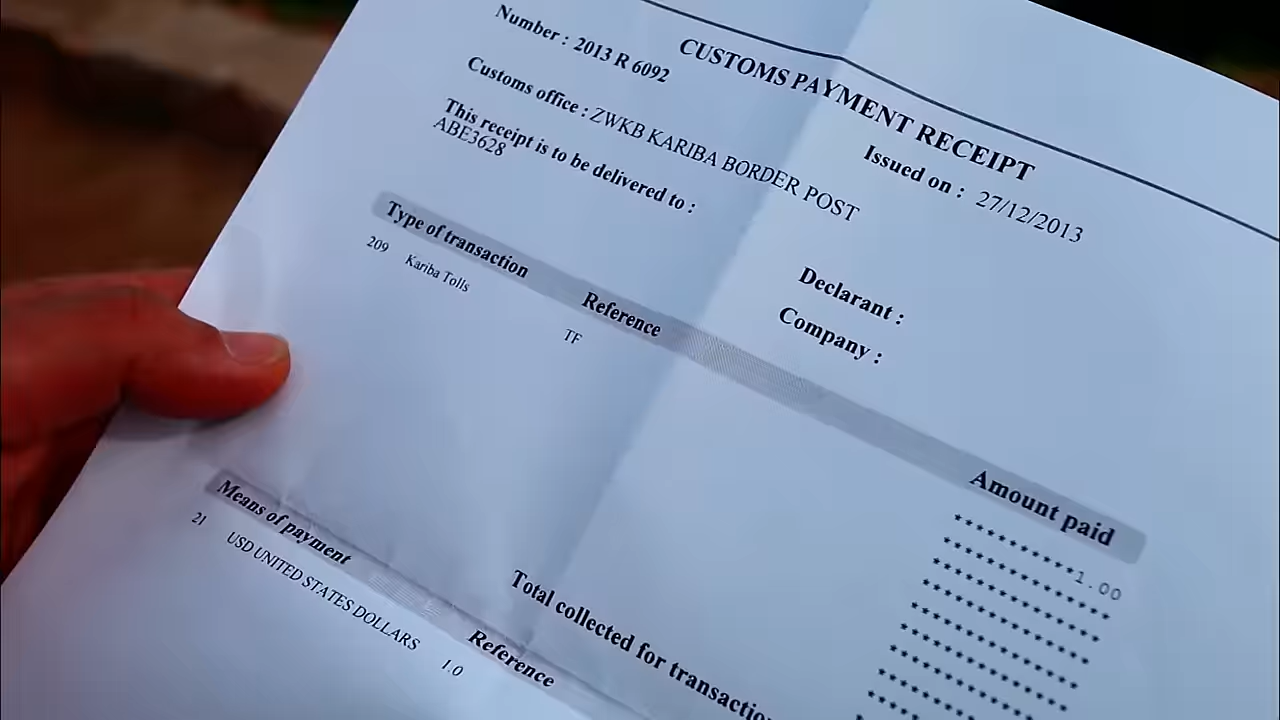 CUSTOMS PAYMENT RECEIPT
Number : 2013 R 6092
Issued on : 27/12/2013
Customs office : ZWKB KARIBA BORDER POST
This receipt is to be delivered to :
ABE3628
Declarant :
Company :
Type of transaction Reference Amount paid
209 Kariba Tolls TF ***********1.00
***************
***************
***************
***************
***************
***************
***************
***************
Total collected for transactio
Means of payment Reference
21 USD UNITED STATES DOLLARS 1.0